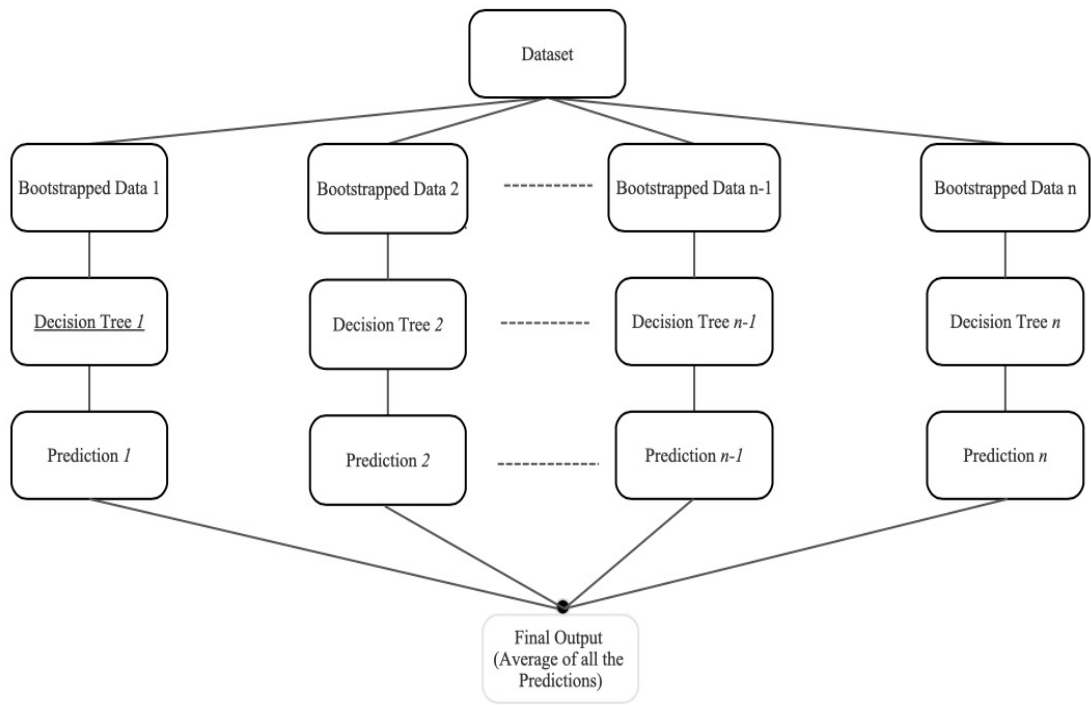 Dataset
Bootstrapped Data 1
Bootstrapped Data 2
Bootstrapped Data n-1
Bootstrapped Data n
Decision Tree 1
Decision Tree 2
Decision Tree n-1
Decision Tree n
Prediction 1
Prediction 2
Prediction n-1
Prediction n
Final Output
(Average of all the
Predictions)